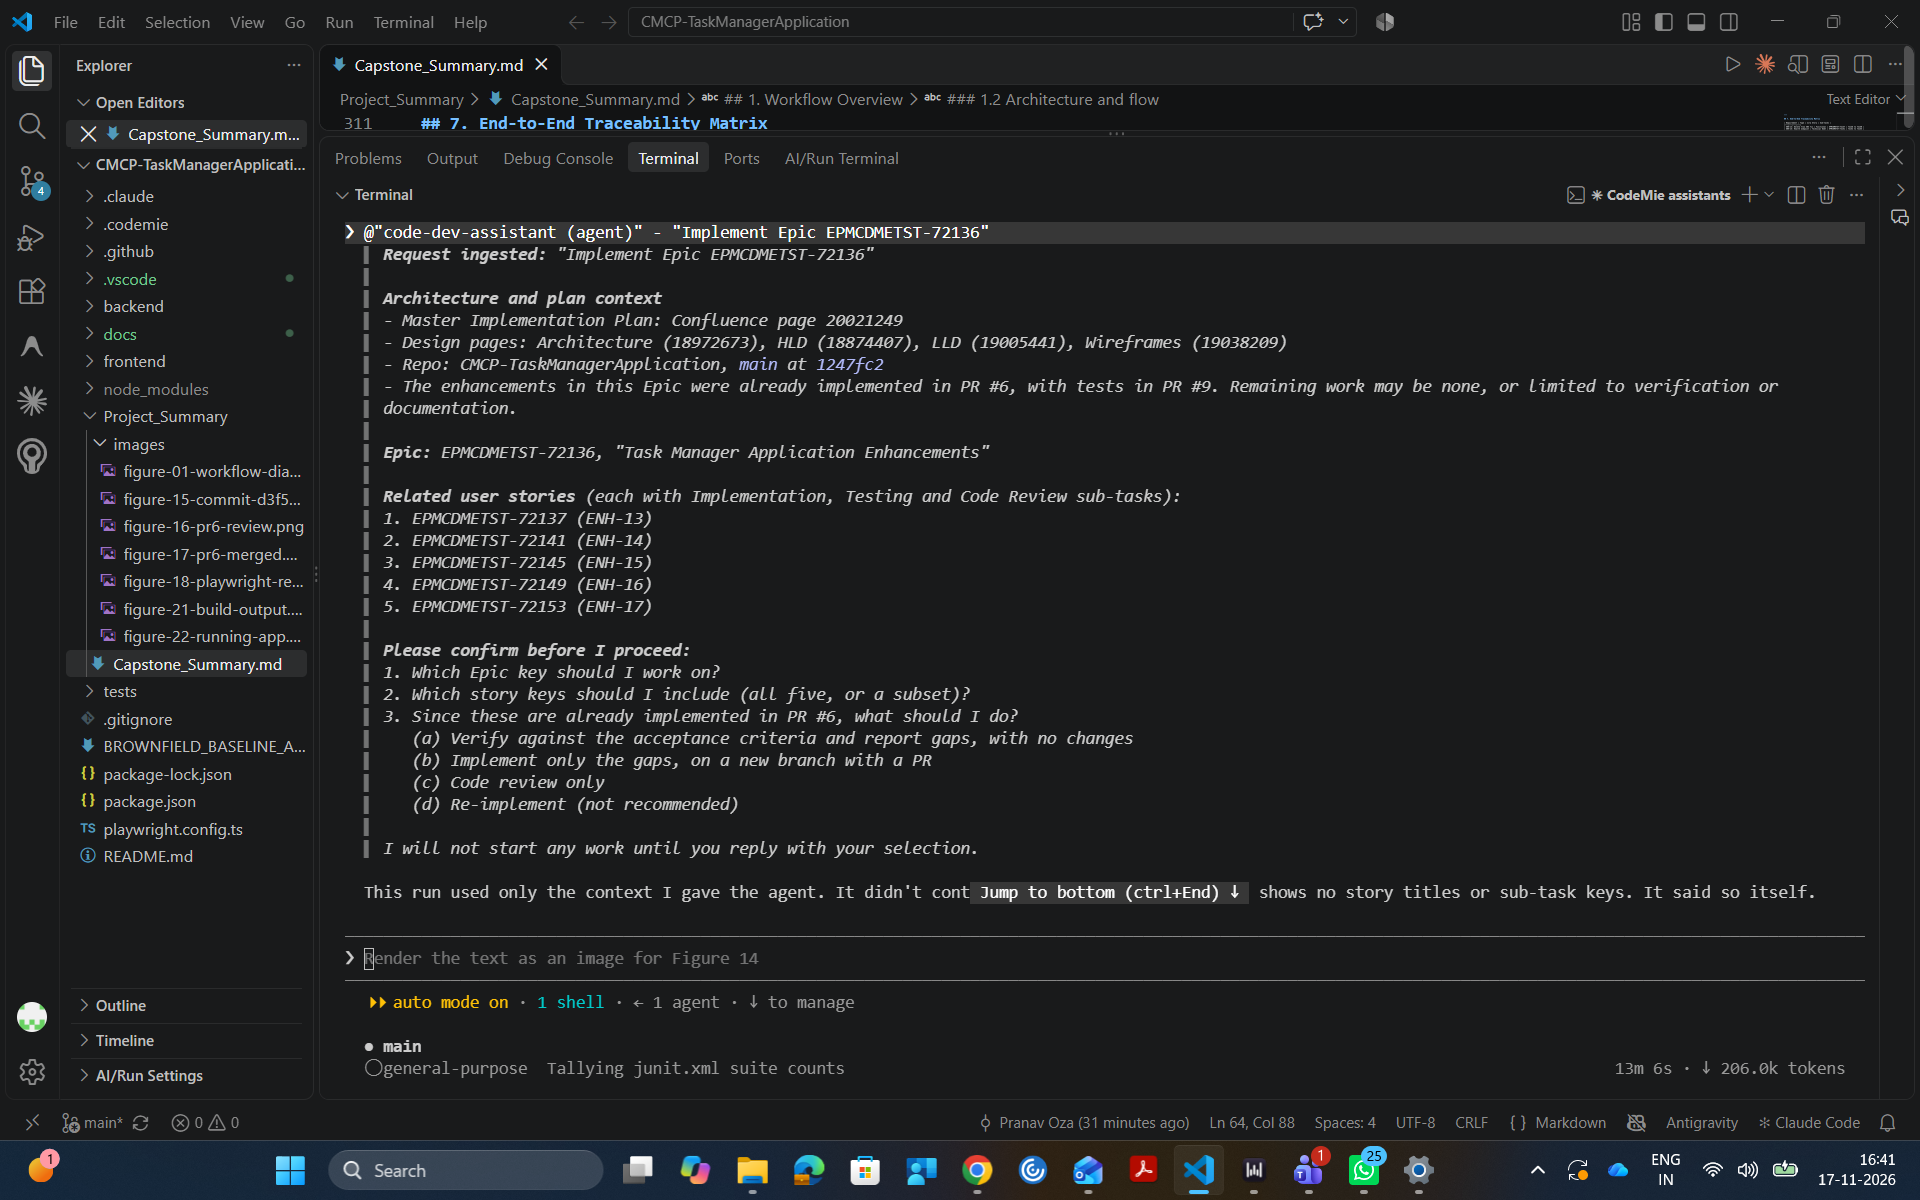 File Edit Selection View Go Run Terminal Help
CMCP-TaskManagerApplication
Explorer
Open Editors
Capstone_Summary.m...
CMCP-TaskManagerApplicati...
.claude
.codemie
.github
.vscode
backend
docs
frontend
node_modules
Project_Summary
images
figure-01-workflow-dia...
figure-15-commit-d3f5...
figure-16-pr6-review.png
figure-17-pr6-merged....
figure-18-playwright-re...
figure-21-build-output....
figure-22-running-app....
Capstone_Summary.md
tests
.gitignore
BROWNFIELD_BASELINE_A...
package-lock.json
package.json
TS playwright.config.ts
README.md
Outline
Timeline
AI/Run Settings
4
Capstone_Summary.md
Project_Summary > Capstone_Summary.md > ## 1. Workflow Overview > ### 1.2 Architecture and flow
Text Editor
311 ## 7. End-to-End Traceability Matrix
Problems Output Debug Console Terminal Ports AI/Run Terminal
Terminal
CodeMie assistants
❯ @"code-dev-assistant (agent)" - "Implement Epic EPMCDMETST-72136"
Request ingested: "Implement Epic EPMCDMETST-72136"
Architecture and plan context
- Master Implementation Plan: Confluence page 20021249
- Design pages: Architecture (18972673), HLD (18874407), LLD (19005441), Wireframes (19038209)
- Repo: CMCP-TaskManagerApplication, main at 1247fc2
- The enhancements in this Epic were already implemented in PR #6, with tests in PR #9. Remaining work may be none, or limited to verification or
documentation.
Epic: EPMCDMETST-72136, "Task Manager Application Enhancements"
Related user stories (each with Implementation, Testing and Code Review sub-tasks):
1. EPMCDMETST-72137 (ENH-13)
2. EPMCDMETST-72141 (ENH-14)
3. EPMCDMETST-72145 (ENH-15)
4. EPMCDMETST-72149 (ENH-16)
5. EPMCDMETST-72153 (ENH-17)
Please confirm before I proceed:
1. Which Epic key should I work on?
2. Which story keys should I include (all five, or a subset)?
3. Since these are already implemented in PR #6, what should I do?
(a) Verify against the acceptance criteria and report gaps, with no changes
(b) Implement only the gaps, on a new branch with a PR
(c) Code review only
(d) Re-implement (not recommended)
I will not start any work until you reply with your selection.
This run used only the context I gave the agent. It didn't cont Jump to bottom (ctrl+End) ↓ shows no story titles or sub-task keys. It said so itself.
❯ Render the text as an image for Figure 14
auto mode on · 1 shell · ← 1 agent · ↓ to manage
● main
general-purpose Tallying junit.xml suite counts 13m 6s · ↓ 206.0k tokens
main* 0 0 Pranav Oza (31 minutes ago) Ln 64, Col 88 Spaces: 4 UTF-8 CRLF { } Markdown Antigravity Claude Code
1 Search 1 25 ENG 16:41
IN 17-11-2026